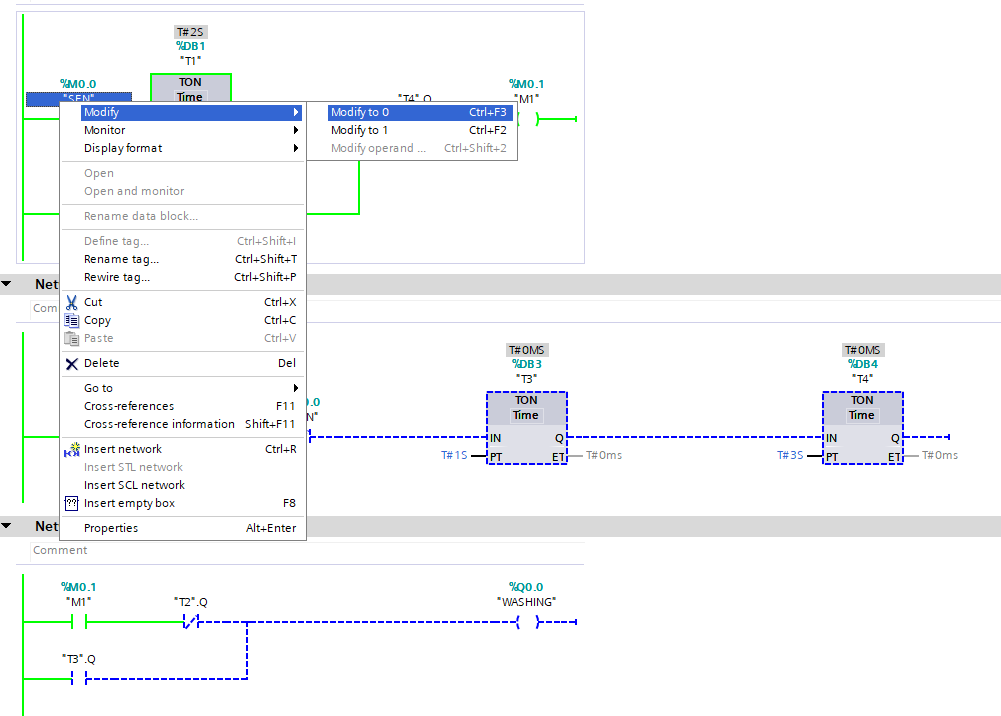 T#2S
%DB1
"T1"
%M0.0
"SEN"
TON
Time
"T4".Q
%M0.1
"M1"
Modify
Modify to 0 Ctrl+F3
Monitor
Modify to 1 Ctrl+F2
Display format
Modify operand ... Ctrl+Shift+2
Open
Open and monitor
Rename data block...
Define tag... Ctrl+Shift+I
Rename tag... Ctrl+Shift+T
Rewire tag... Ctrl+Shift+P
Net
Cut Ctrl+X
Com
Copy Ctrl+C
Paste Ctrl+V
Delete Del
Go to
Cross-references F11
Cross-reference information Shift+F11
Insert network Ctrl+R
Insert STL network
Insert SCL network
Insert empty box F8
Properties Alt+Enter
.0
N"
T#0MS
%DB3
"T3"
TON
Time
IN Q
T#1S PT ET T#0ms
T#0MS
%DB4
"T4"
TON
Time
IN Q
T#3S PT ET T#0ms
Net
Comment
%M0.1
"M1"
"T2".Q
%Q0.0
"WASHING"
"T3".Q